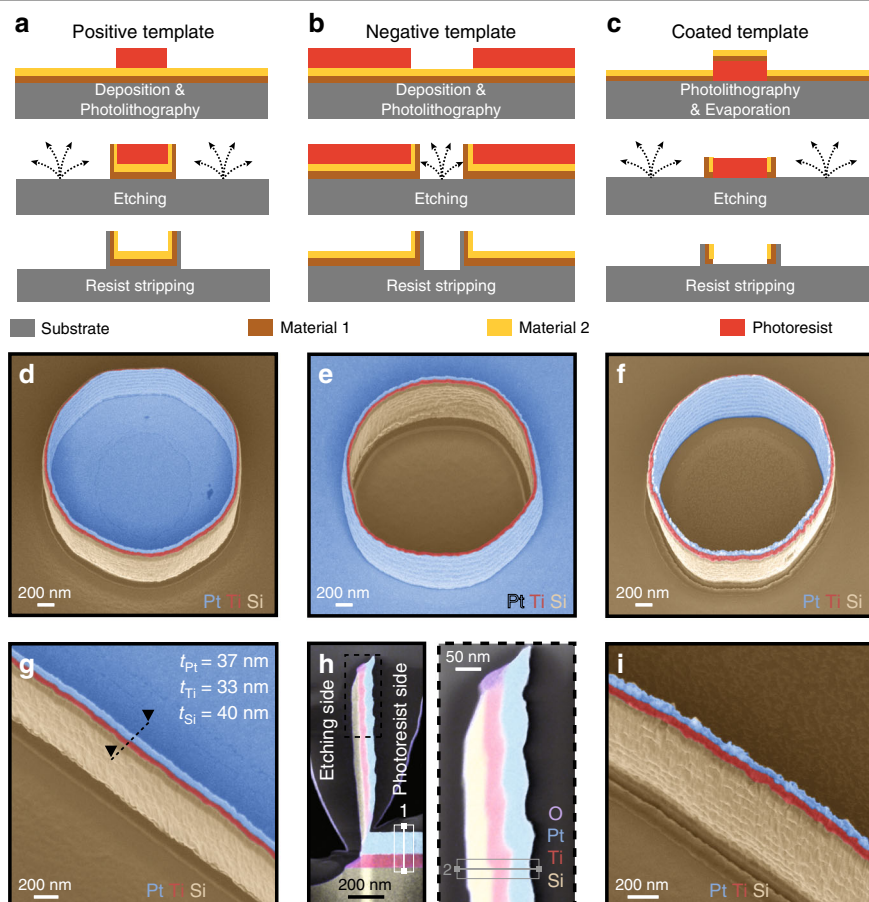 a Positive template
Deposition &
Photolithography
Etching
Resist stripping
b Negative template
Deposition &
Photolithography
Etching
Resist stripping
c Coated template
Photolithography
& Evaporation
Etching
Resist stripping
Substrate Material 1 Material 2 Photoresist
d
200 nm Pt Ti Si
e
200 nm Pt Ti Si
f
200 nm Pt Ti Si
g
tPt = 37 nm
tTi = 33 nm
tSi = 40 nm
200 nm Pt Ti Si
h
Etching side
Photoresist side
1
200 nm
50 nm
O
Pt
Ti
Si
2
i
200 nm Pt Ti Si